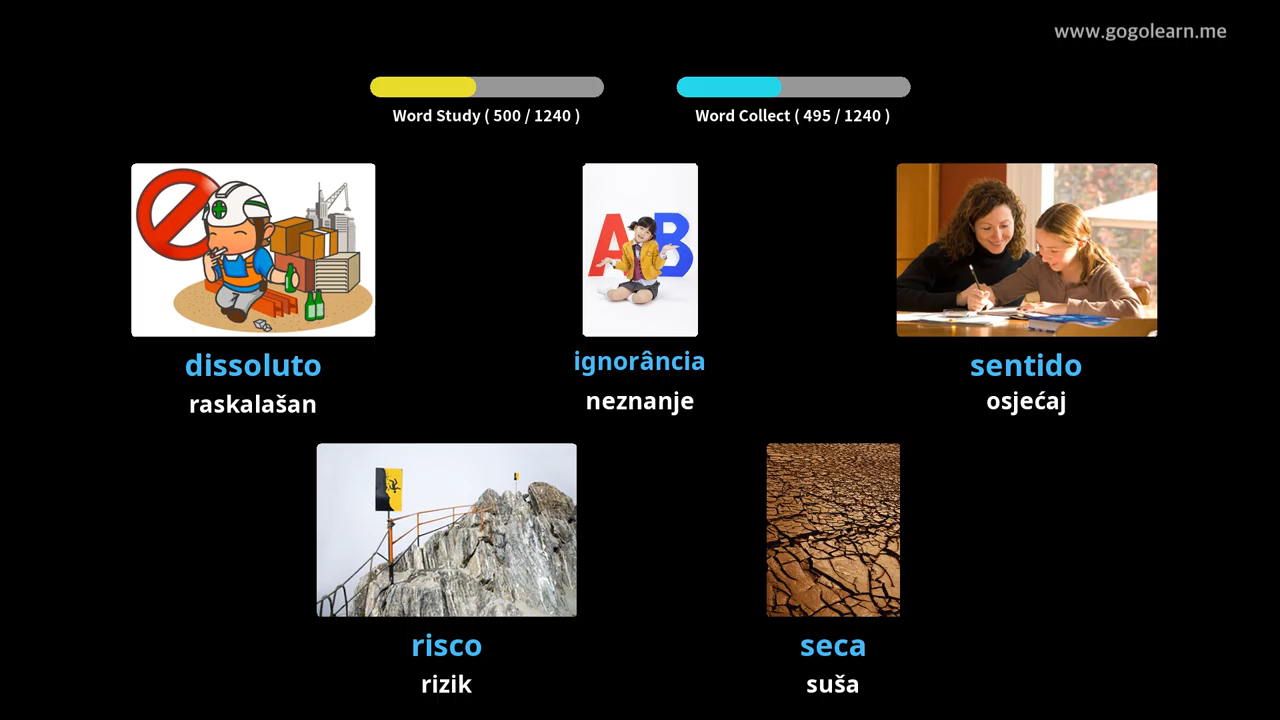 www.gogolearn.me
Word Study ( 500 / 1240 )
Word Collect ( 495 / 1240 )
A B
dissoluto
raskalašan
ignorância
neznanje
sentido
osjećaj
risco
rizik
seca
suša